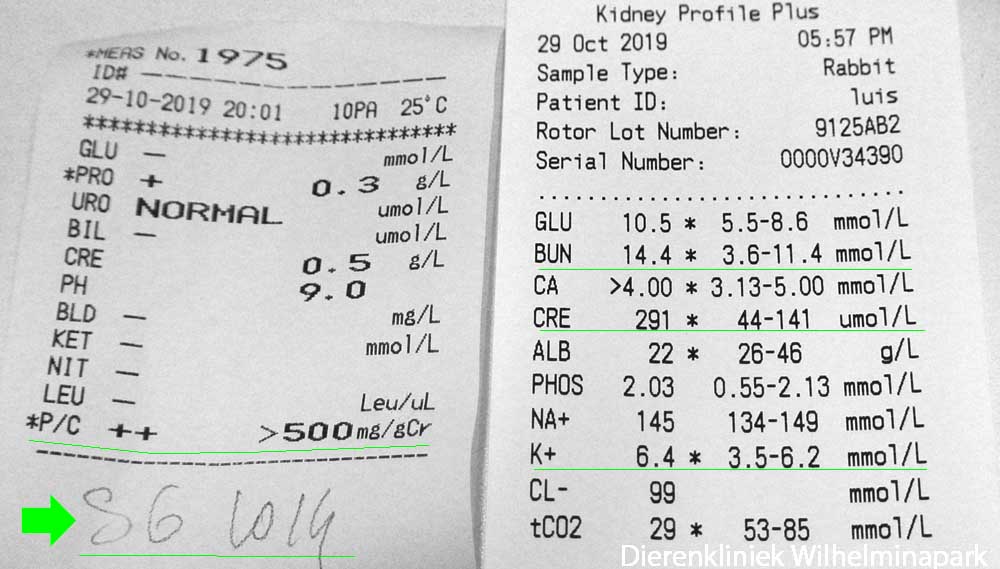 *MEAS No. 1975
ID# ______________________
29-10-2019 20:01 10PA 25°C
*******************************
GLU – mmol/L
*PRO + 0.3 g/L
URO NORMAL umol/L
BIL – umol/L
CRE 0.5 g/L
PH 9.0
BLD – mg/L
KET – mmol/L
NIT –
LEU – Leu/uL
*P/C ++ >500mg/gCr
SG 1014
Kidney Profile Plus
29 Oct 2019 05:57 PM
Sample Type: Rabbit
Patient ID: luis
Rotor Lot Number: 9125AB2
Serial Number: 0000V34390
..............................
GLU 10.5 * 5.5-8.6 mmol/L
BUN 14.4 * 3.6-11.4 mmol/L
CA >4.00 * 3.13-5.00 mmol/L
CRE 291 * 44-141 umol/L
ALB 22 * 26-46 g/L
PHOS 2.03 0.55-2.13 mmol/L
NA+ 145 134-149 mmol/L
K+ 6.4 * 3.5-6.2 mmol/L
CL- 99 mmol/L
tCO2 29 * 53-85 mmol/L
Dierenkliniek Wilhelminapark